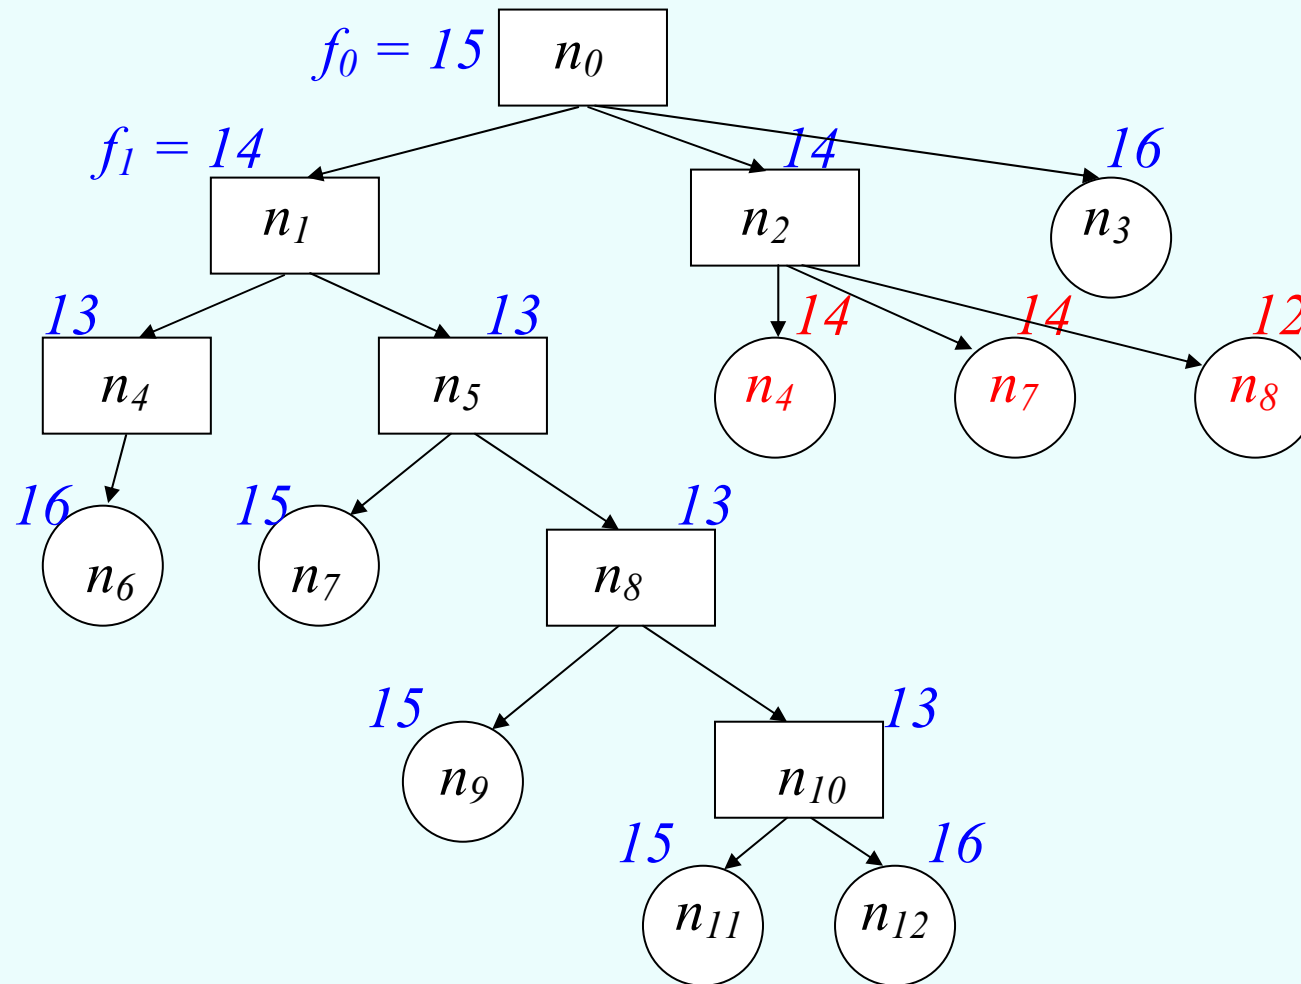 f₀ = 15
n₀
f₁ = 14
14
16
n₁
n₂
n₃
13
13
14
14
12
n₄
n₅
n₄
n₇
n₈
16
15
13
n₆
n₇
n₈
15
13
n₉
n₁₀
15
16
n₁₁
n₁₂